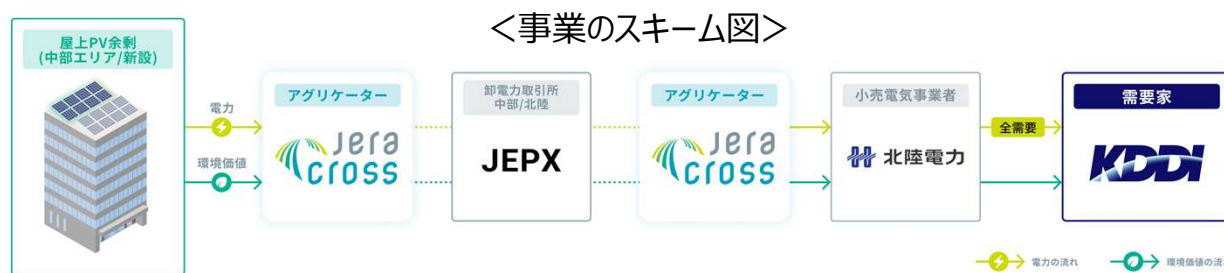 ＜事業のスキーム図＞
屋上PV余剰
(中部エリア/新設)
電力
環境価値
アグリゲーター
Jera
cross
卸電力取引所
中部/北陸
JEPX
アグリゲーター
Jera
cross
小売電気事業者
北陸電力
全需要
需要家
KDDI
電力の流れ
環境価値の流